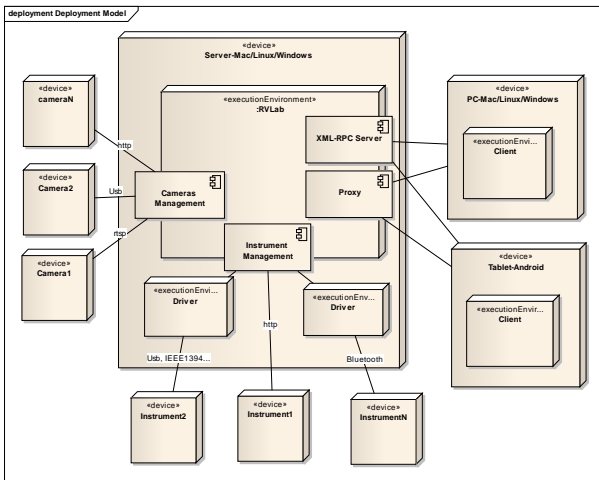 deployment Deployment Model
«device»
Server-Mac/Linux/Windows
«device»
cameraN
«executionEnvironment»
:RVLab
«device»
PC-Mac/Linux/Windows
XML-RPC Server
«executionEnvi...
Client
http
«device»
Camera2
Usb
Cameras
Management
Proxy
rtsp
«device»
Camera1
Instrument
Management
«device»
Tablet-Android
«executionEnvi...
Driver
«executionEnvi...
Driver
«executionEnvir...
Client
http
Usb, IEEE1394...
Bluetooth
«device»
Instrument2
«device»
Instrument1
«device»
InstrumentN